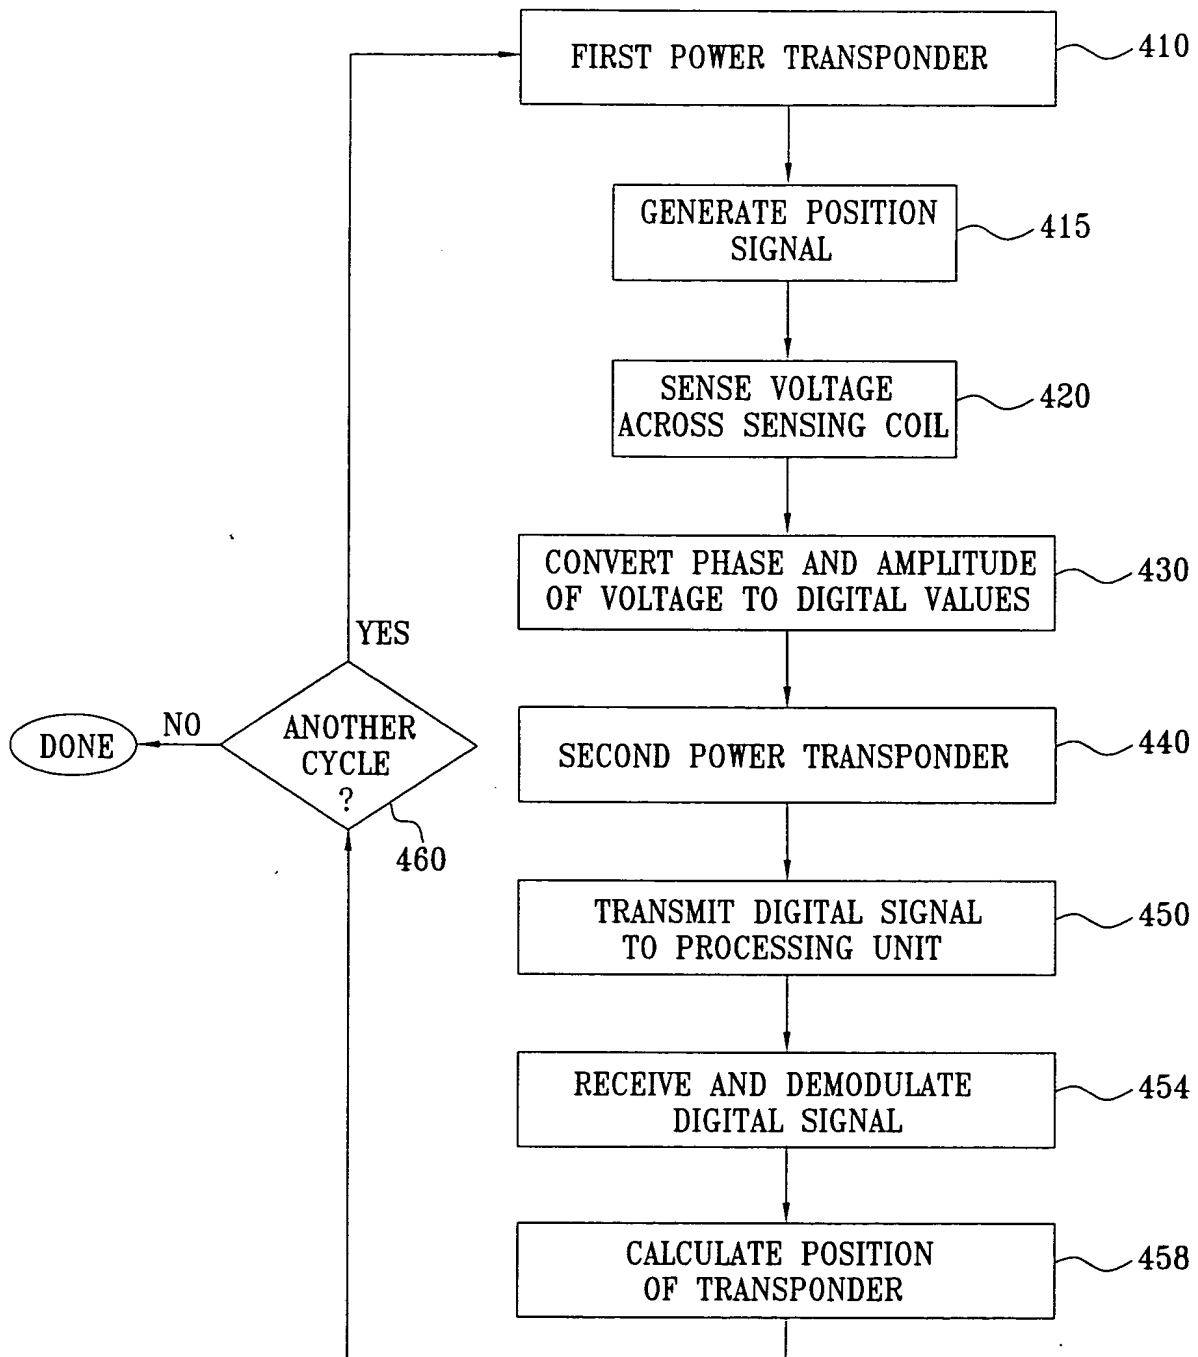 FIRST POWER TRANSPONDER
410
GENERATE POSITION
SIGNAL
415
SENSE VOLTAGE
ACROSS SENSING COIL
420
CONVERT PHASE AND AMPLITUDE
OF VOLTAGE TO DIGITAL VALUES
430
YES
ANOTHER
CYCLE
?
460
NO
DONE
SECOND POWER TRANSPONDER
440
TRANSMIT DIGITAL SIGNAL
TO PROCESSING UNIT
450
RECEIVE AND DEMODULATE
DIGITAL SIGNAL
454
CALCULATE POSITION
OF TRANSPONDER
458